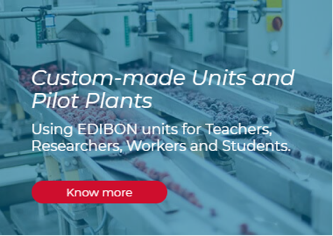 Custom-made Units and
Pilot Plants
Using EDIBON units for Teachers,
Researchers, Workers and Students.
Know more